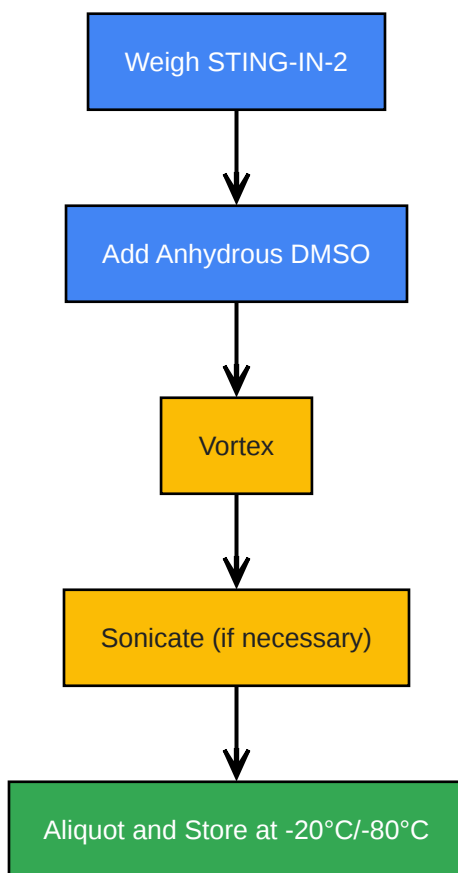 Weigh STING-IN-2
Add Anhydrous DMSO
Vortex
Sonicate (if necessary)
Aliquot and Store at -20°C/-80°C